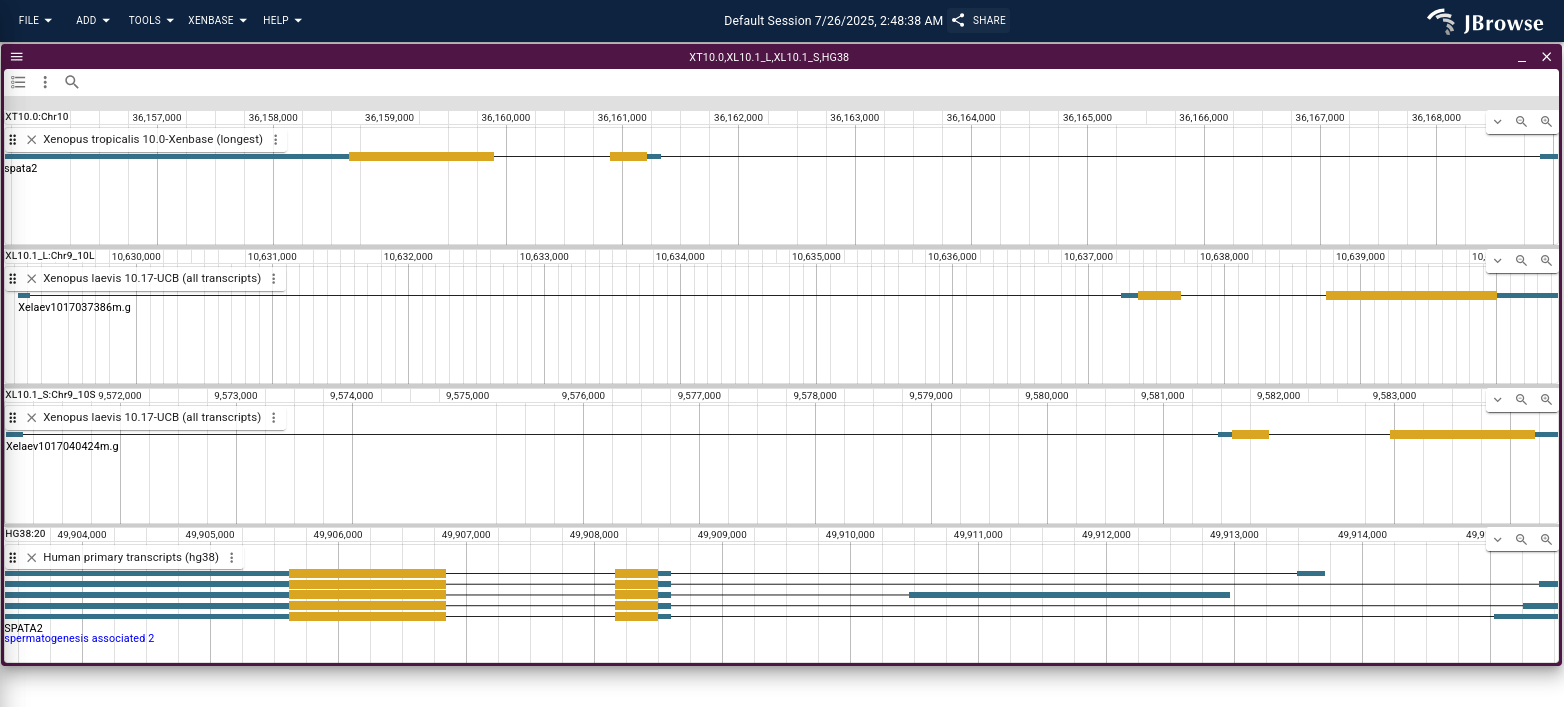 FILE ADD TOOLS XENBASE HELP Default Session 7/26/2025, 2:48:38 AM SHARE JBrowse
XT10.0,XL10.1_L,XL10.1_S,HG38
XT10.0:Chr10 36,157,000 36,158,000 36,159,000 36,160,000 36,161,000 36,162,000 36,163,000 36,164,000 36,165,000 36,166,000 36,167,000 36,168,000
Xenopus tropicalis 10.0-Xenbase (longest)
spata2
XL10.1_L:Chr9_10L 10,630,000 10,631,000 10,632,000 10,633,000 10,634,000 10,635,000 10,636,000 10,637,000 10,638,000 10,639,000 10,
Xenopus laevis 10.17-UCB (all transcripts)
Xelaev1017037386m.g
XL10.1_S:Chr9_10S 9,572,000 9,573,000 9,574,000 9,575,000 9,576,000 9,577,000 9,578,000 9,579,000 9,580,000 9,581,000 9,582,000 9,583,000
Xenopus laevis 10.17-UCB (all transcripts)
Xelaev1017040424m.g
HG38:20 49,904,000 49,905,000 49,906,000 49,907,000 49,908,000 49,909,000 49,910,000 49,911,000 49,912,000 49,913,000 49,914,000 49,9
Human primary transcripts (hg38)
SPATA2
spermatogenesis associated 2